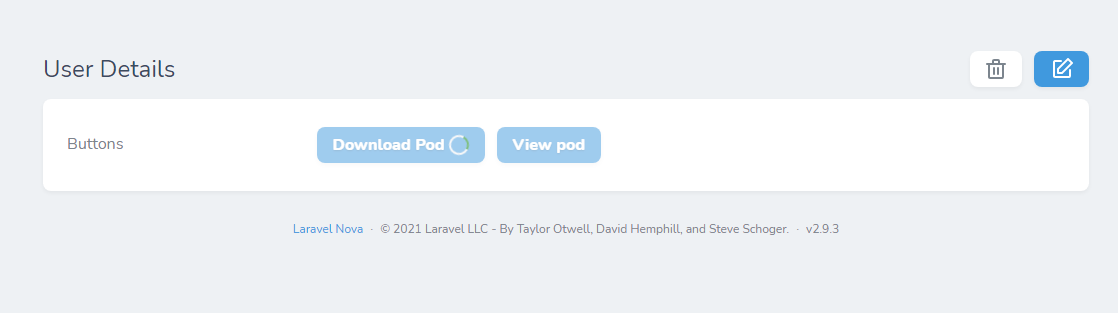 User Details
Buttons
Download Pod
View pod
Laravel Nova · © 2021 Laravel LLC - By Taylor Otwell, David Hemphill, and Steve Schoger. · v2.9.3